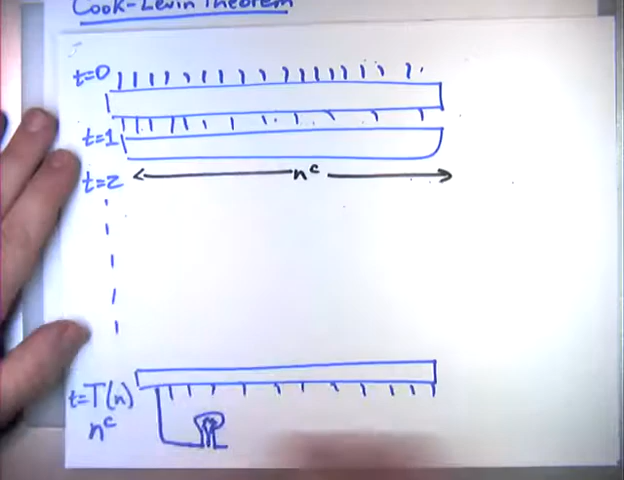 Cook-Levin Theorem
t=0
t=1
t=2
n^c
t=T(n)
n^c